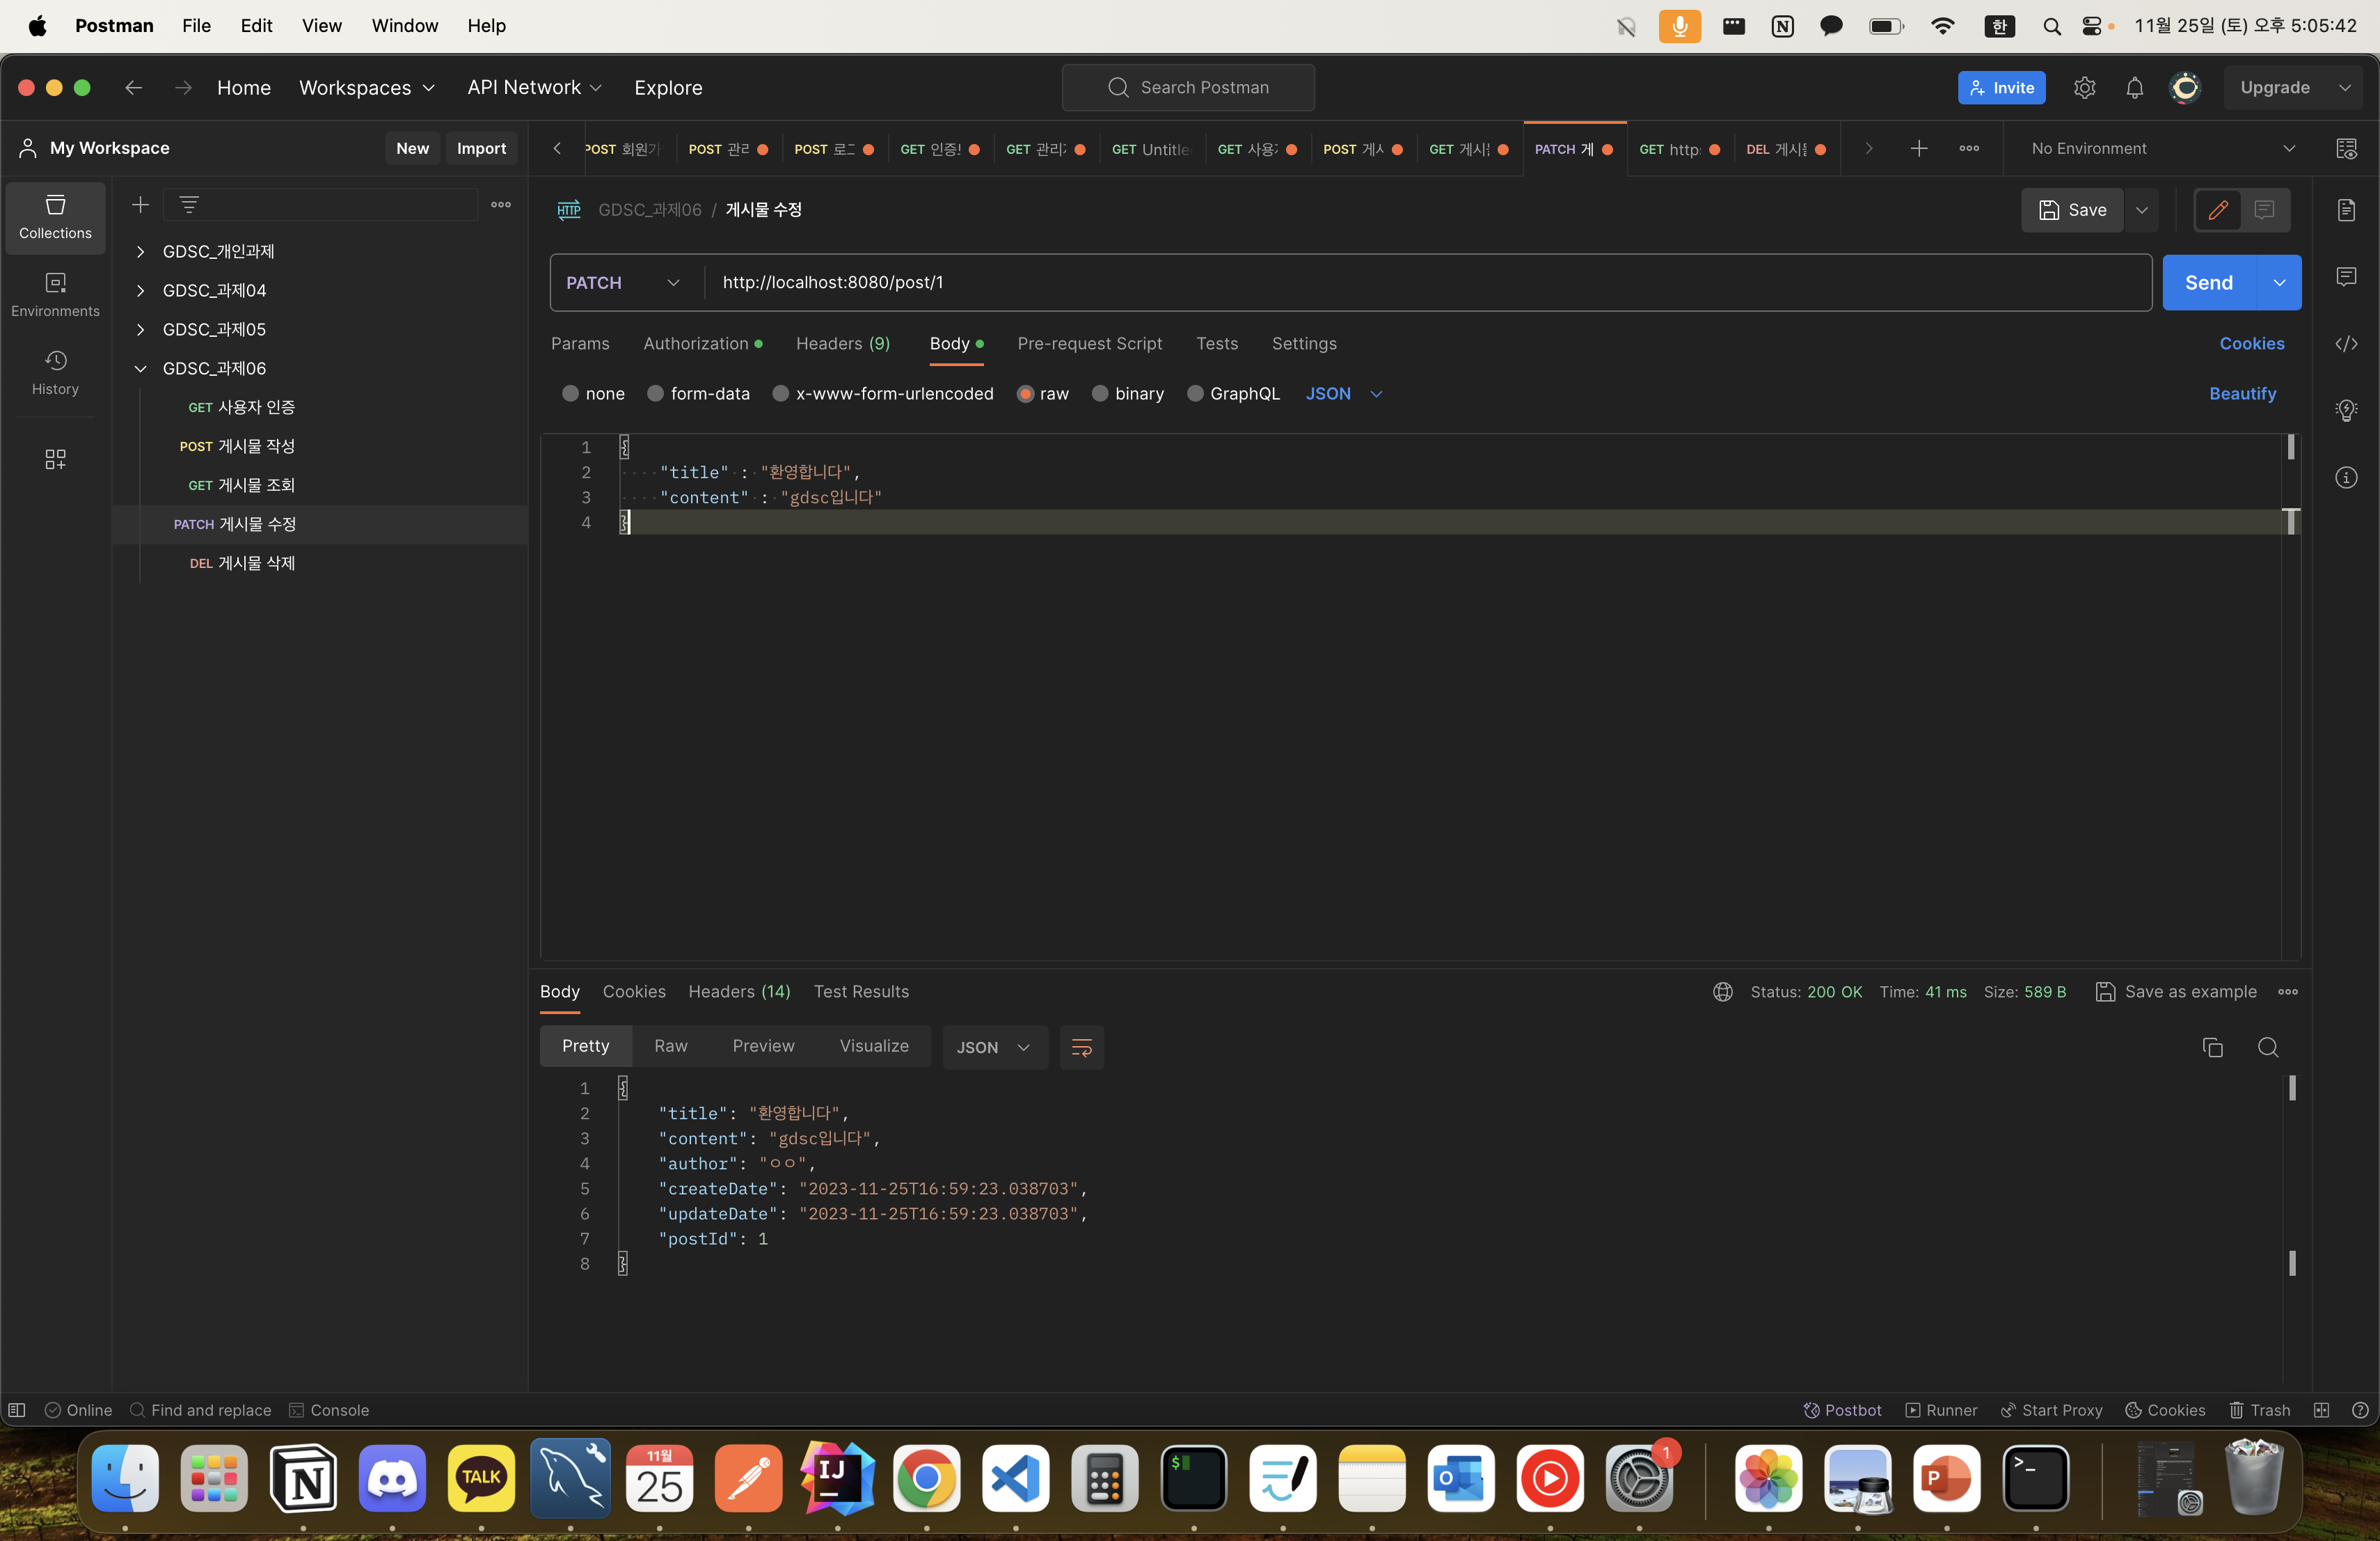 Postman File Edit View Window Help
한 11월 25일 (토) 오후 5:05:42
Home Workspaces API Network Explore
Search Postman
Invite Upgrade
My Workspace New Import
POST 회원가 POST 관리 POST 로그 GET 인증! GET 관리 GET Untitle GET 사용 POST 게시 GET 게시 PATCH 게 GET http: DEL 게시
No Environment
Collections
Environments
History
GDSC_개인과제
GDSC_과제04
GDSC_과제05
GDSC_과제06
GET 사용자 인증
POST 게시물 작성
GET 게시물 조회
PATCH 게시물 수정
DEL 게시물 삭제
HTTP GDSC_과제06 / 게시물 수정
Save
PATCH http://localhost:8080/post/1
Send
Params Authorization Headers (9) Body Pre-request Script Tests Settings
Cookies
none form-data x-www-form-urlencoded raw binary GraphQL JSON
Beautify
1 {
2 "title" : "환영합니다",
3 "content" : "gdsc입니다"
4 }
Body Cookies Headers (14) Test Results
Status: 200 OK Time: 41 ms Size: 589 B Save as example
Pretty Raw Preview Visualize JSON
1 {
2 "title": "환영합니다",
3 "content": "gdsc입니다",
4 "author": "ㅇㅇ",
5 "createDate": "2023-11-25T16:59:23.038703",
6 "updateDate": "2023-11-25T16:59:23.038703",
7 "postId": 1
8 }
Online Find and replace Console
Postbot Runner Start Proxy Cookies Trash
TALK
11월
25
IJ
1